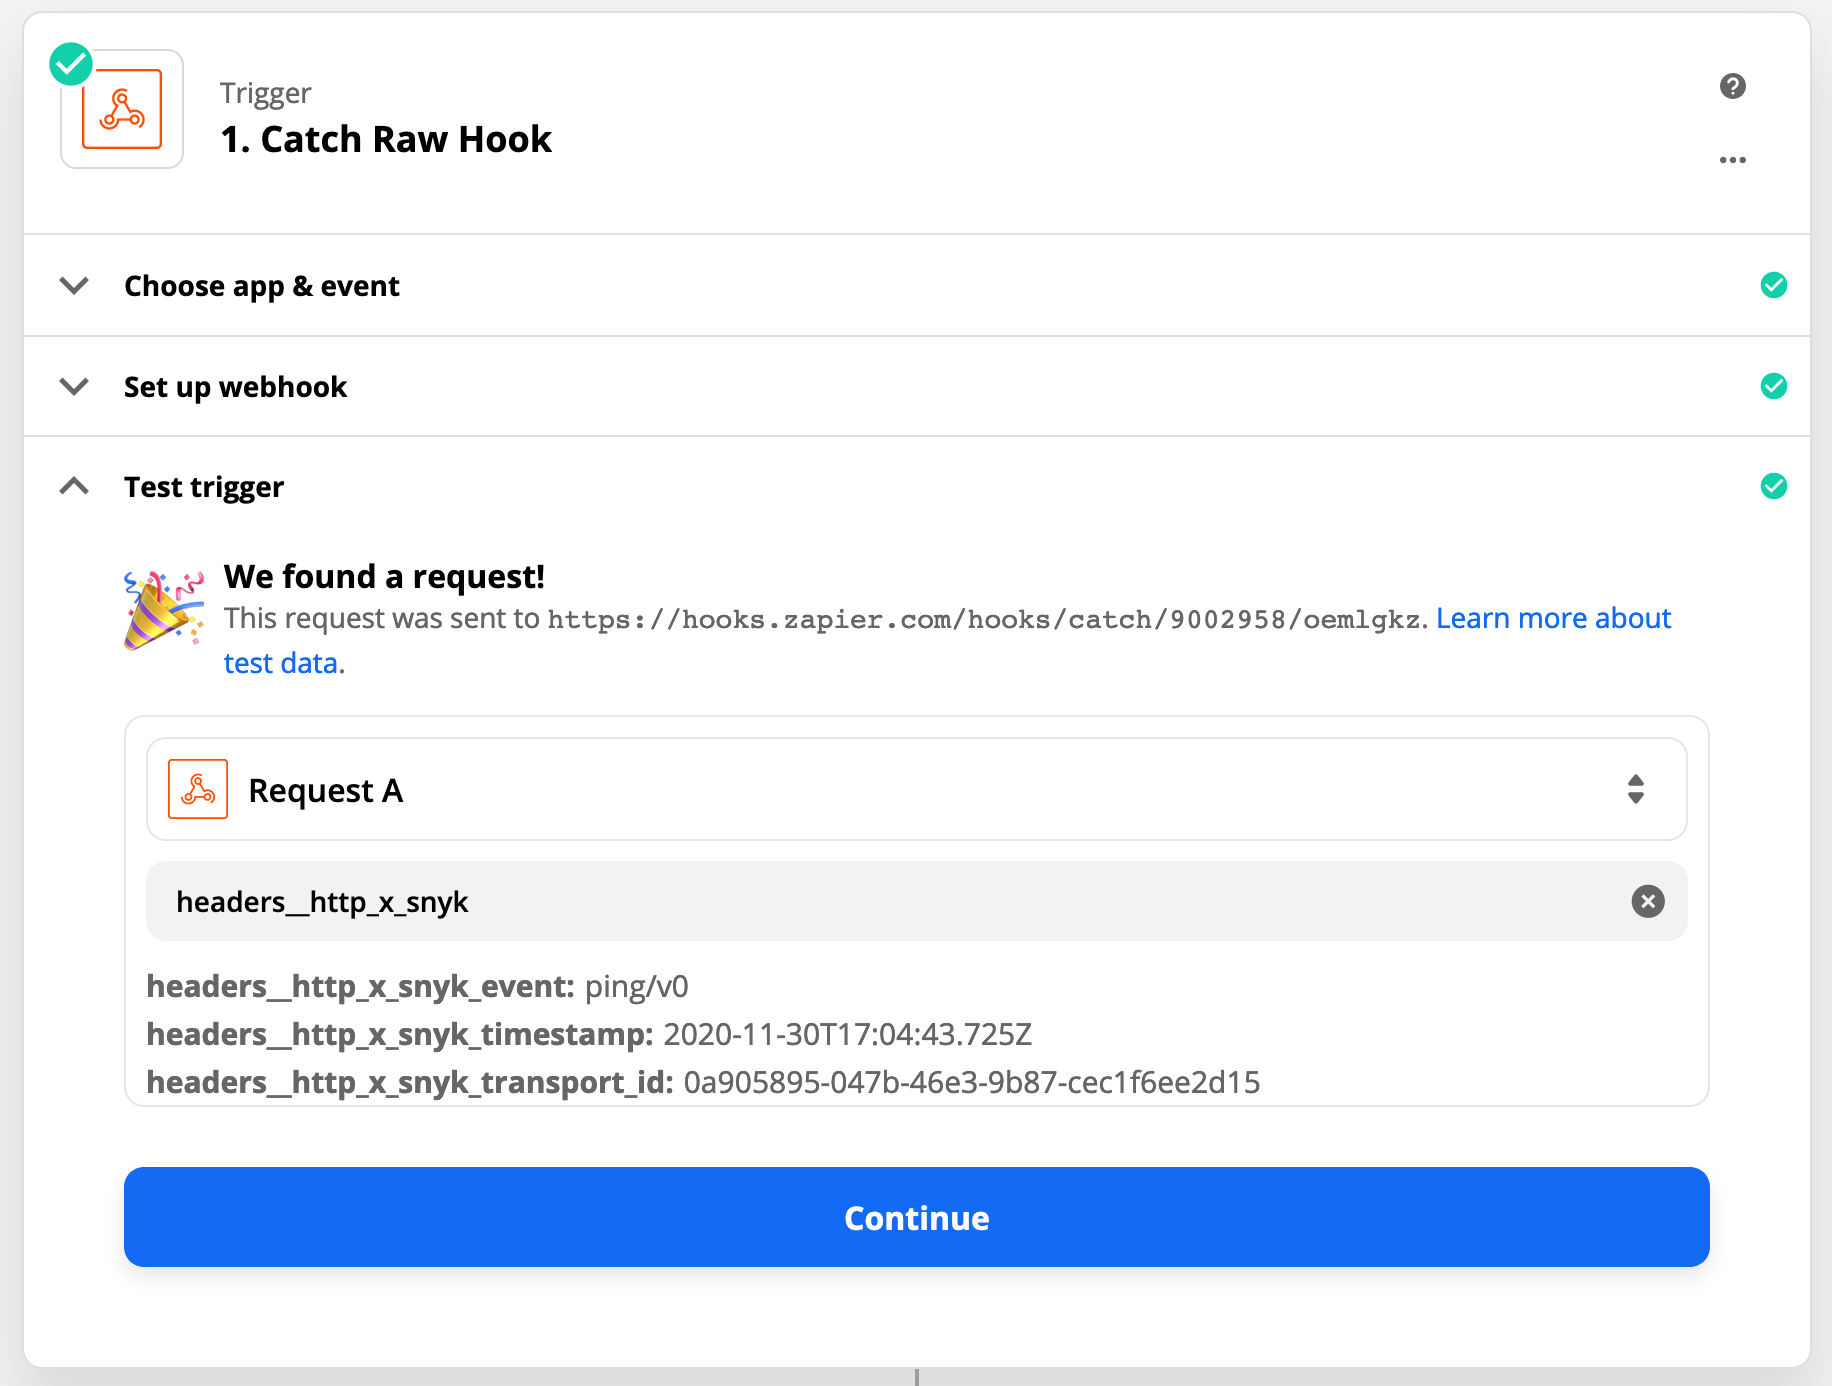 Trigger
1. Catch Raw Hook
Choose app & event
Set up webhook
Test trigger
We found a request!
This request was sent to https://hooks.zapier.com/hooks/catch/9002958/oemlgkz. Learn more about
test data.
Request A
headers__http_x_snyk
headers__http_x_snyk_event: ping/v0
headers__http_x_snyk_timestamp: 2020-11-30T17:04:43.725Z
headers__http_x_snyk_transport_id: 0a905895-047b-46e3-9b87-cec1f6ee2d15
Continue